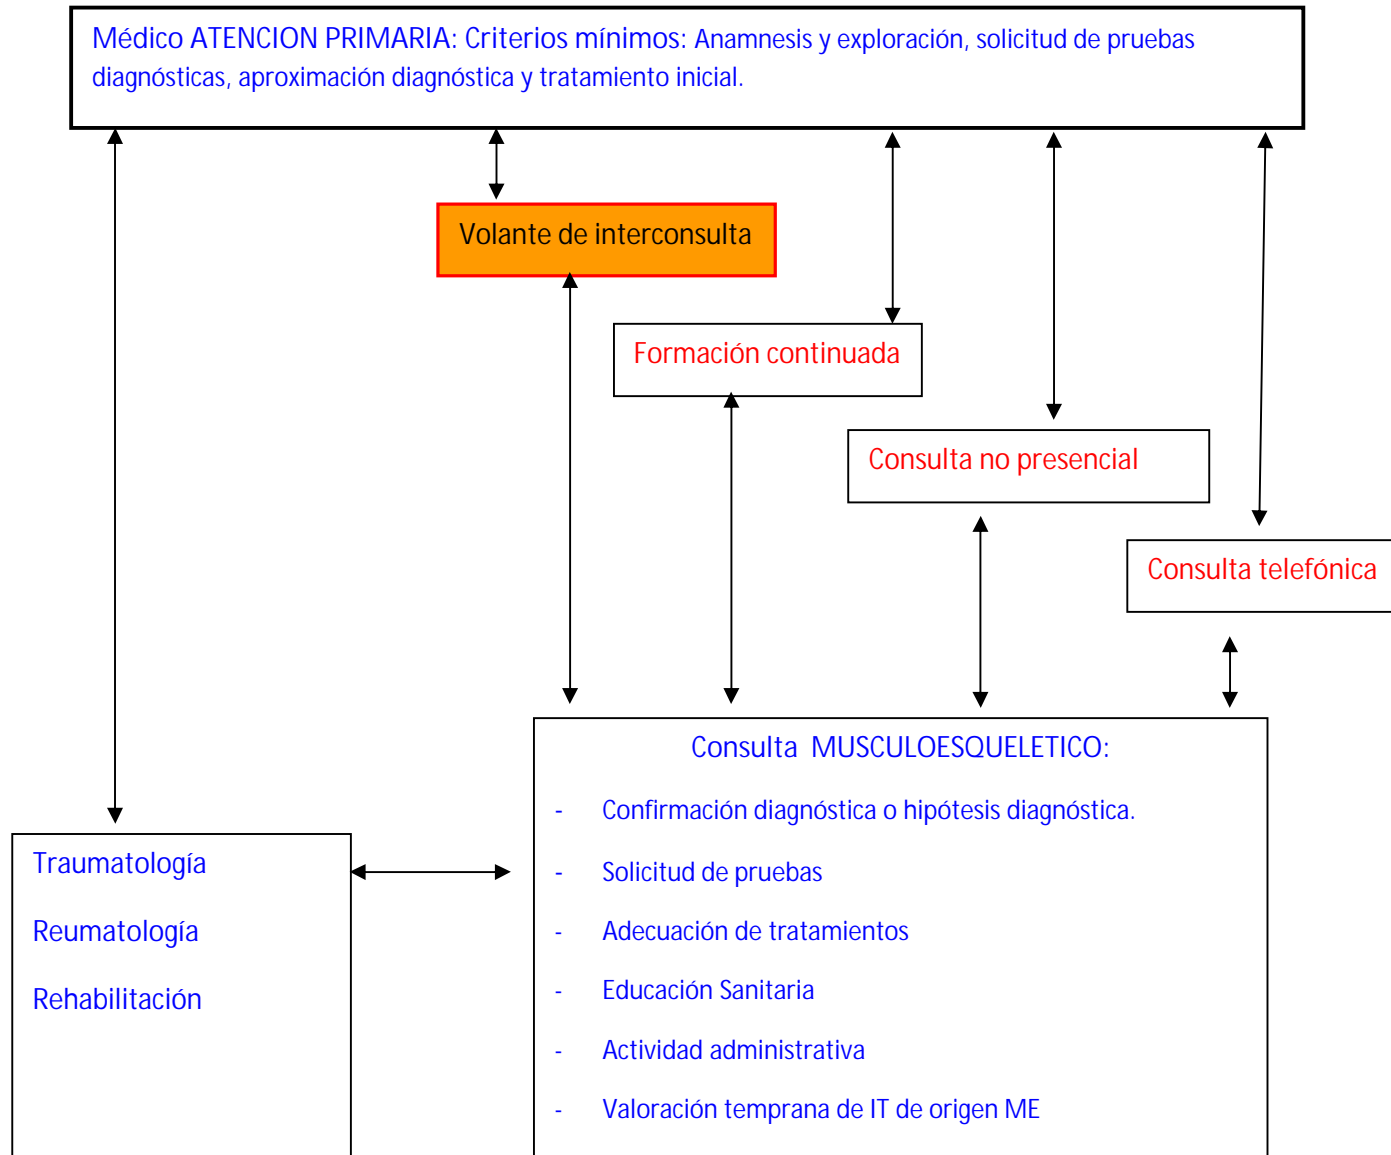 Médico ATENCION PRIMARIA: Criterios mínimos: Anamnesis y exploración, solicitud de pruebas
diagnósticas, aproximación diagnóstica y tratamiento inicial.
Volante de interconsulta
Formación continuada
Consulta no presencial
Consulta telefónica
Traumatología
Reumatología
Rehabilitación
Consulta MUSCULOESQUELETICO:
- Confirmación diagnóstica o hipótesis diagnóstica.
- Solicitud de pruebas
- Adecuación de tratamientos
- Educación Sanitaria
- Actividad administrativa
- Valoración temprana de IT de origen ME